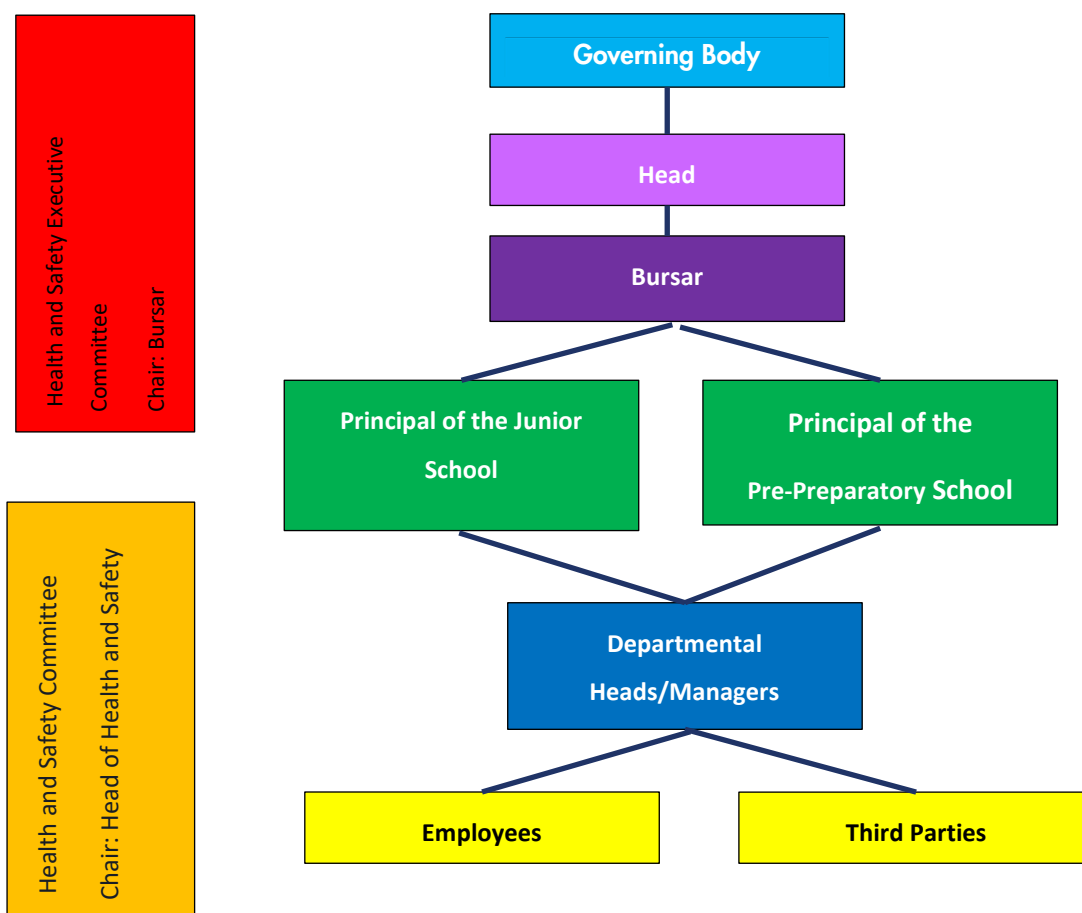 Health and Safety Executive
Committee
Chair: Bursar
Health and Safety Committee
Chair: Head of Health and Safety
Governing Body
Head
Bursar
Principal of the Junior
School
Principal of the
Pre-Preparatory School
Departmental
Heads/Managers
Employees
Third Parties